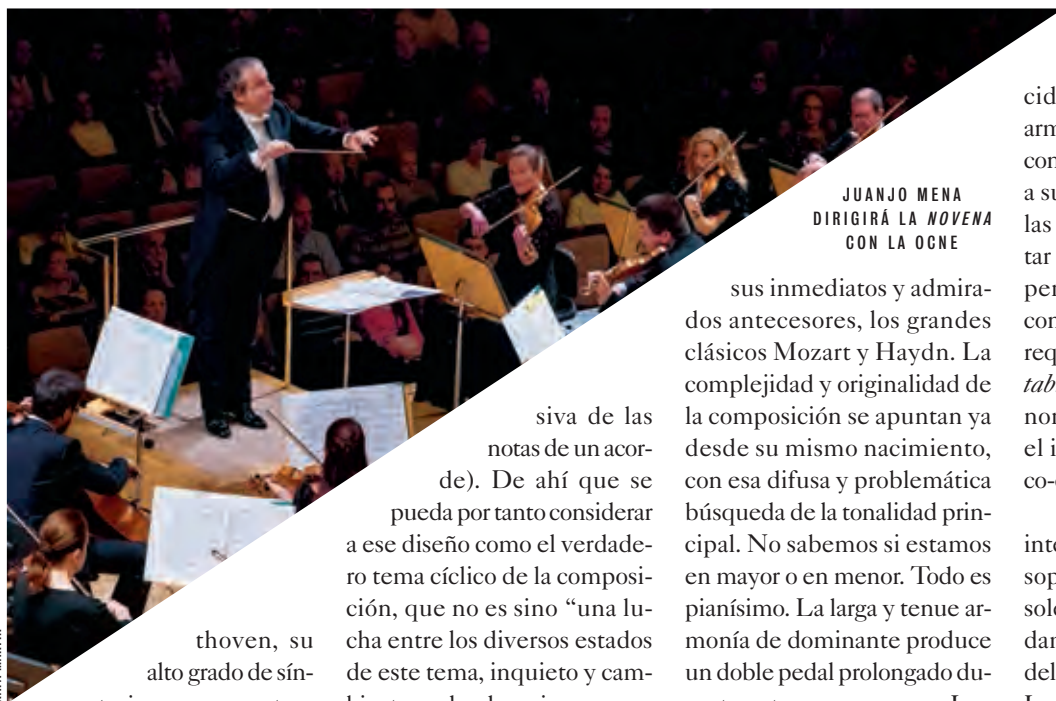 thoven, su
alto grado de sín-
siva de las
notas de un acor-
de). De ahí que se
pueda por tanto considerar
a ese diseño como el verdade-
ro tema cíclico de la composi-
ción, que no es sino “una lu-
cha entre los diversos estados
de este tema, inquieto y cam-
JUANJO MENA
DIRIGIRÁ LA NOVENA
CON LA OCNE
sus inmediatos y admira-
dos antecesores, los grandes
clásicos Mozart y Haydn. La
complejidad y originalidad de
la composición se apuntan ya
desde su mismo nacimiento,
con esa difusa y problemática
búsqueda de la tonalidad prin-
cipal. No sabemos si estamos
en mayor o en menor. Todo es
pianísimo. La larga y tenue ar-
monía de dominante produce
un doble pedal prolongado du-
cid
arm
con
a su
las
tar
per
con
req
tab
nor
el i
co-
inte
sop
solo
dan
del